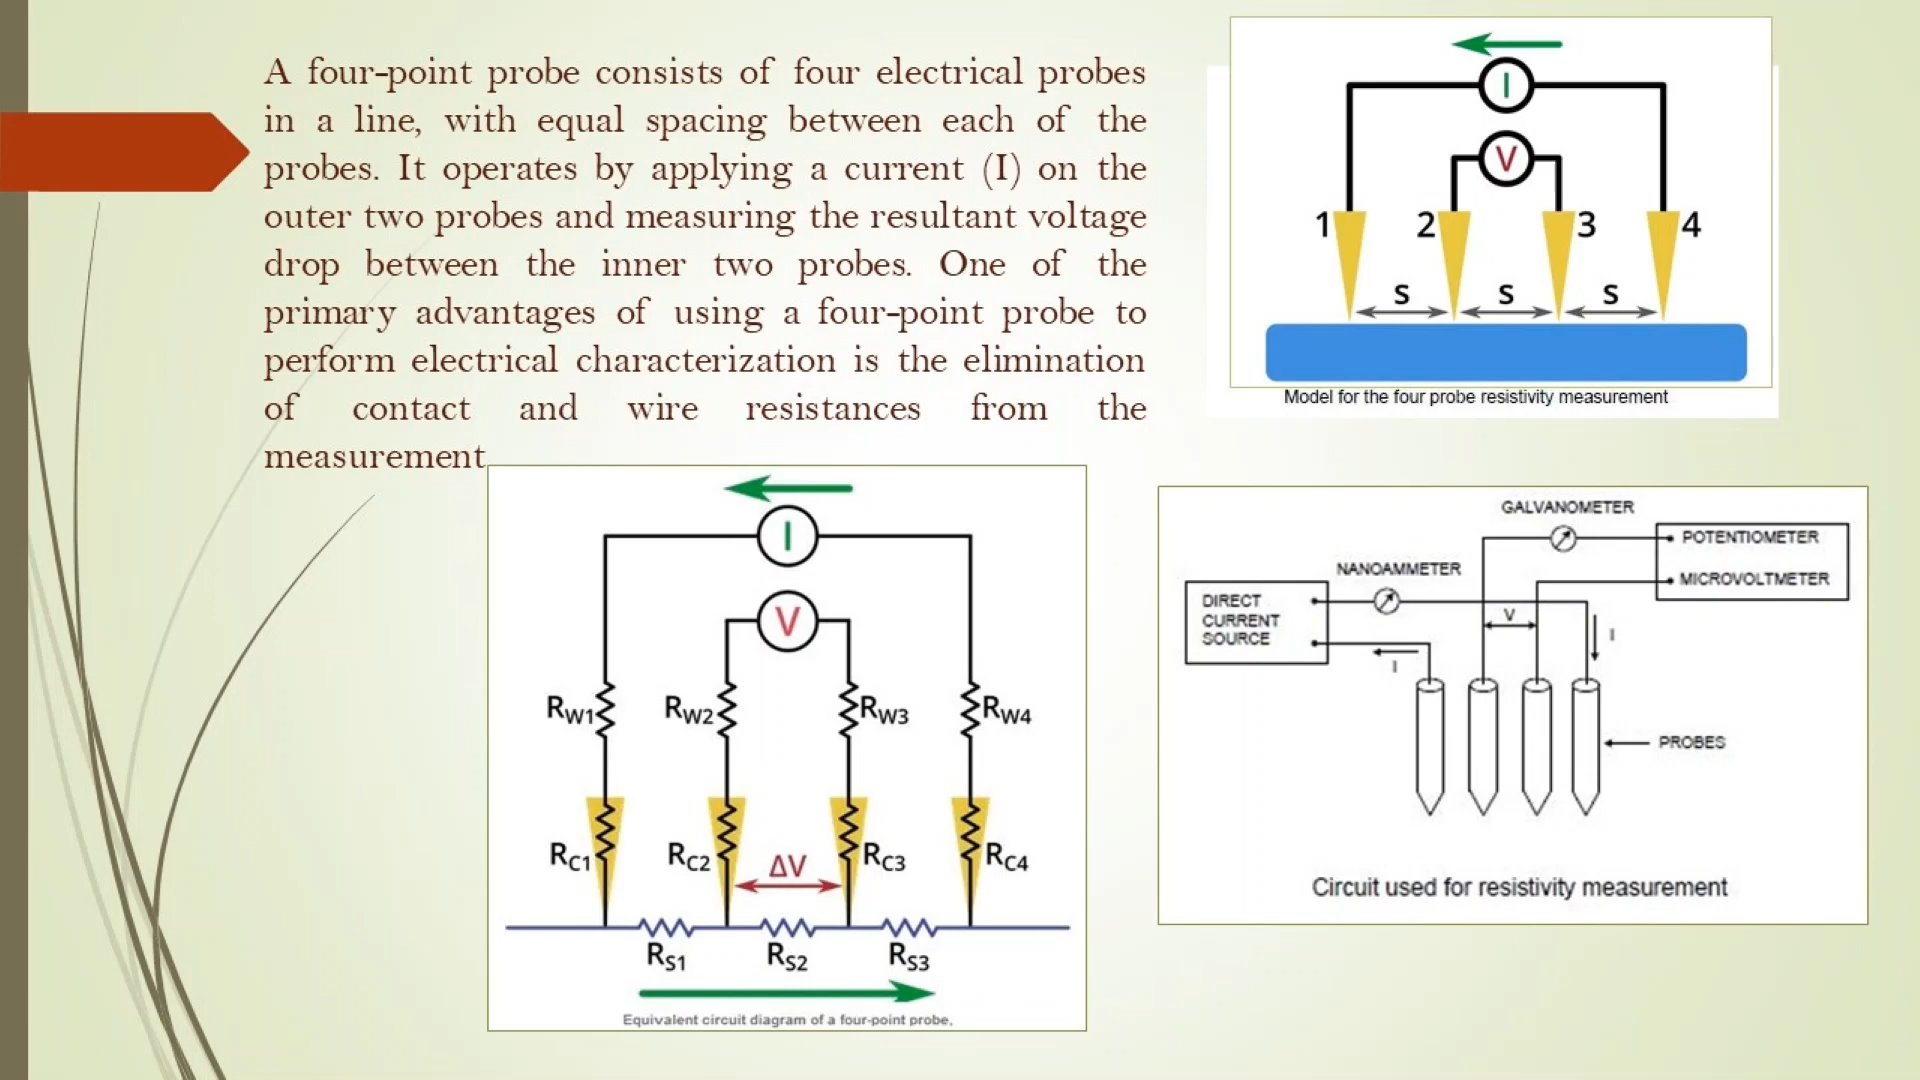 A four-point probe consists of four electrical probes
in a line, with equal spacing between each of the
probes. It operates by applying a current (I) on the
outer two probes and measuring the resultant voltage
drop between the inner two probes. One of the
primary advantages of using a four-point probe to
perform electrical characterization is the elimination
of contact and wire resistances from the
measurement
I
V
1 2 3 4
S S S
Model for the four probe resistivity measurement
I
V
RW1 RW2 RW3 RW4
RC1 RC2 ΔV RC3 RC4
RS1 RS2 RS3
Equivalent circuit diagram of a four-point probe,
GALVANOMETER
POTENTIOMETER
NANOAMMETER
MICROVOLTMETER
DIRECT
CURRENT
SOURCE
V
I
I
PROBES
Circuit used for resistivity measurement